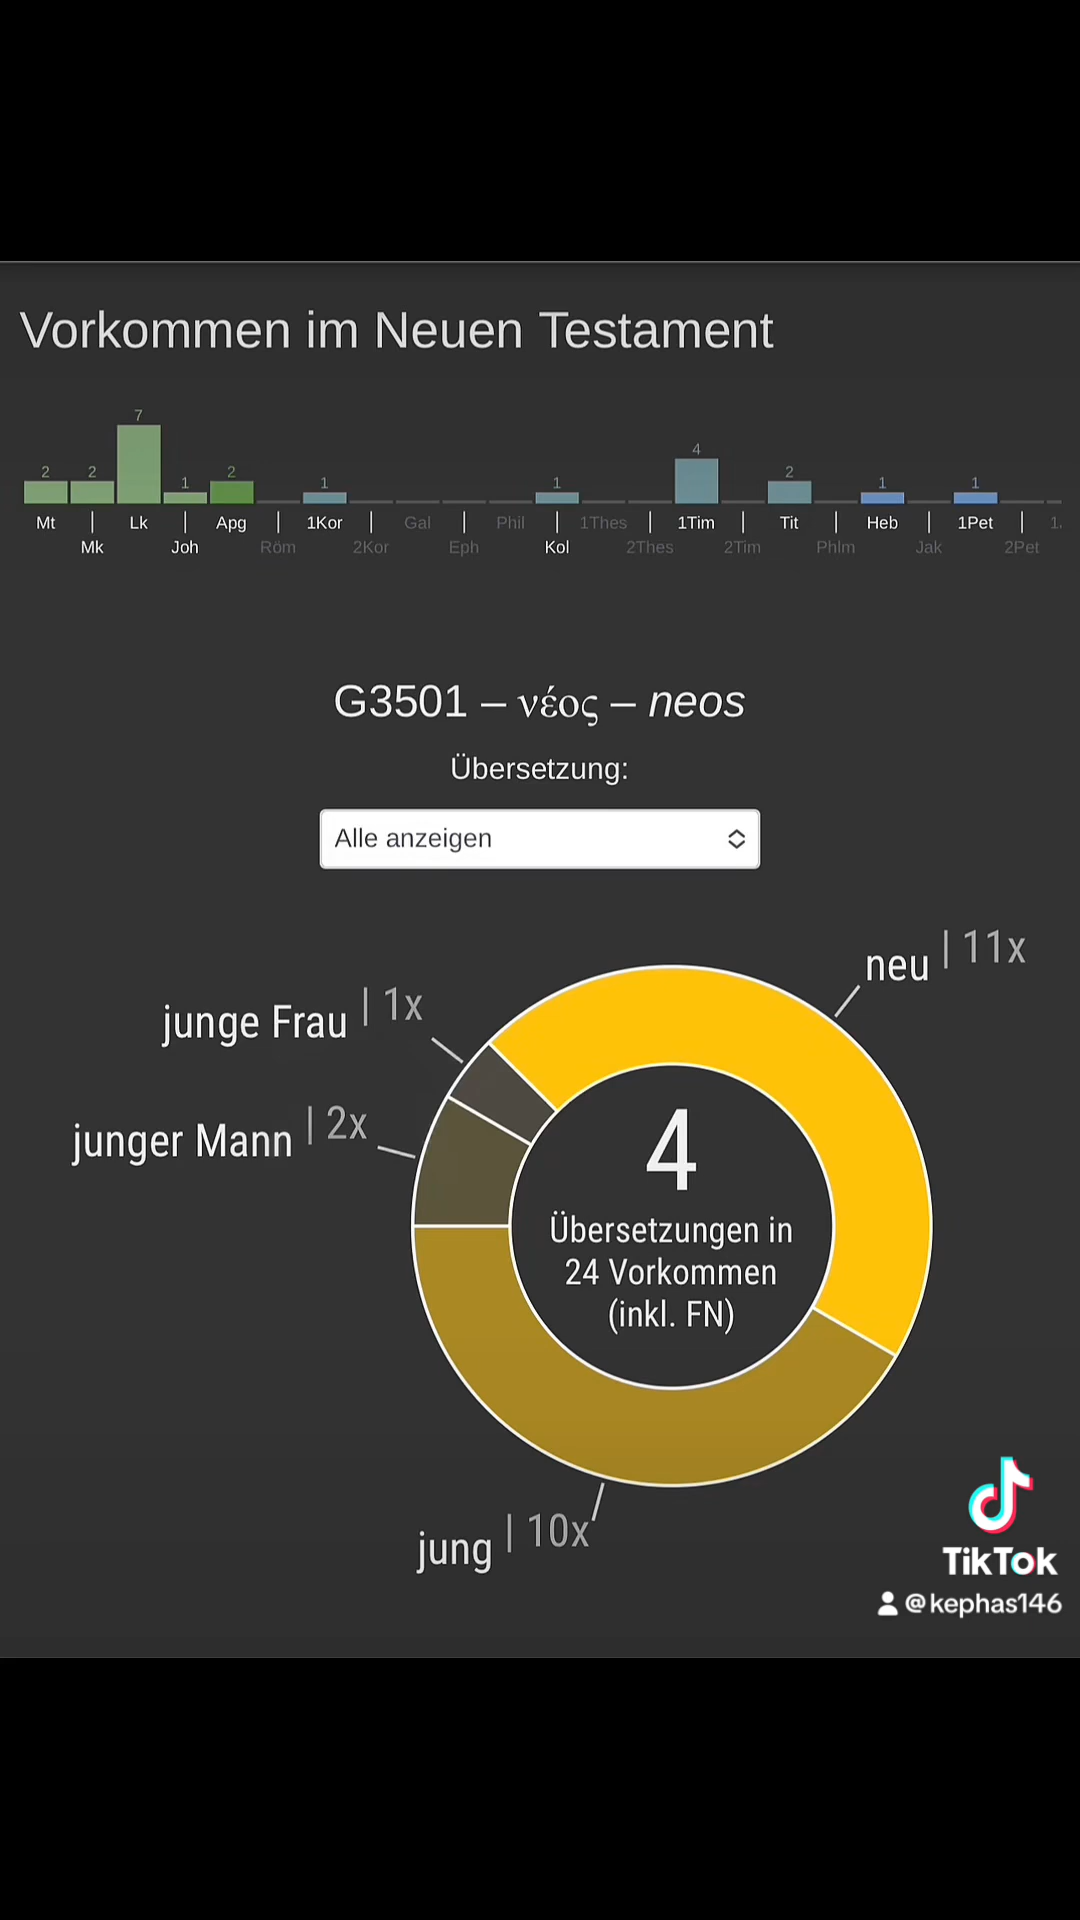 Vorkommen im Neuen Testament
2 2 7 1 2 1 1 4 2 1 1
Mt | Lk | Apg | 1Kor | Gal | Phil | 1Thes | 1Tim | Tit | Heb | 1Pet | 1.
Mk Joh Röm 2Kor Eph Kol 2Thes 2Tim Phlm Jak 2Pet
G3501 – νέος – neos
Übersetzung:
Alle anzeigen
neu | 11x
junge Frau | 1x
junger Mann | 2x
4
Übersetzungen in
24 Vorkommen
(inkl. FN)
jung | 10x
TikTok
@kephas146